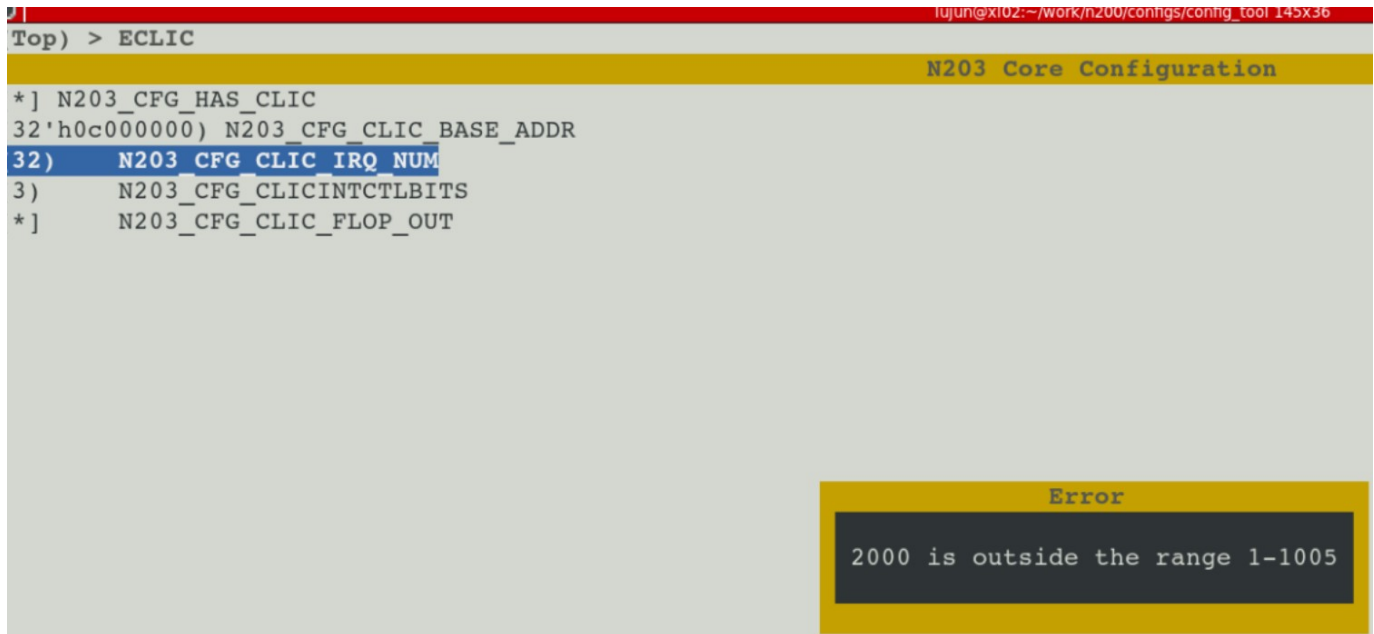 lujun@xl02:~/work/n200/configs/config_tool 145x36
Top) > ECLIC
N203 Core Configuration
*] N203_CFG_HAS_CLIC
32'h0c000000) N203_CFG_CLIC_BASE_ADDR
32) N203_CFG_CLIC_IRQ_NUM
3) N203_CFG_CLICINTCTLBITS
*] N203_CFG_CLIC_FLOP_OUT
Error
2000 is outside the range 1-1005